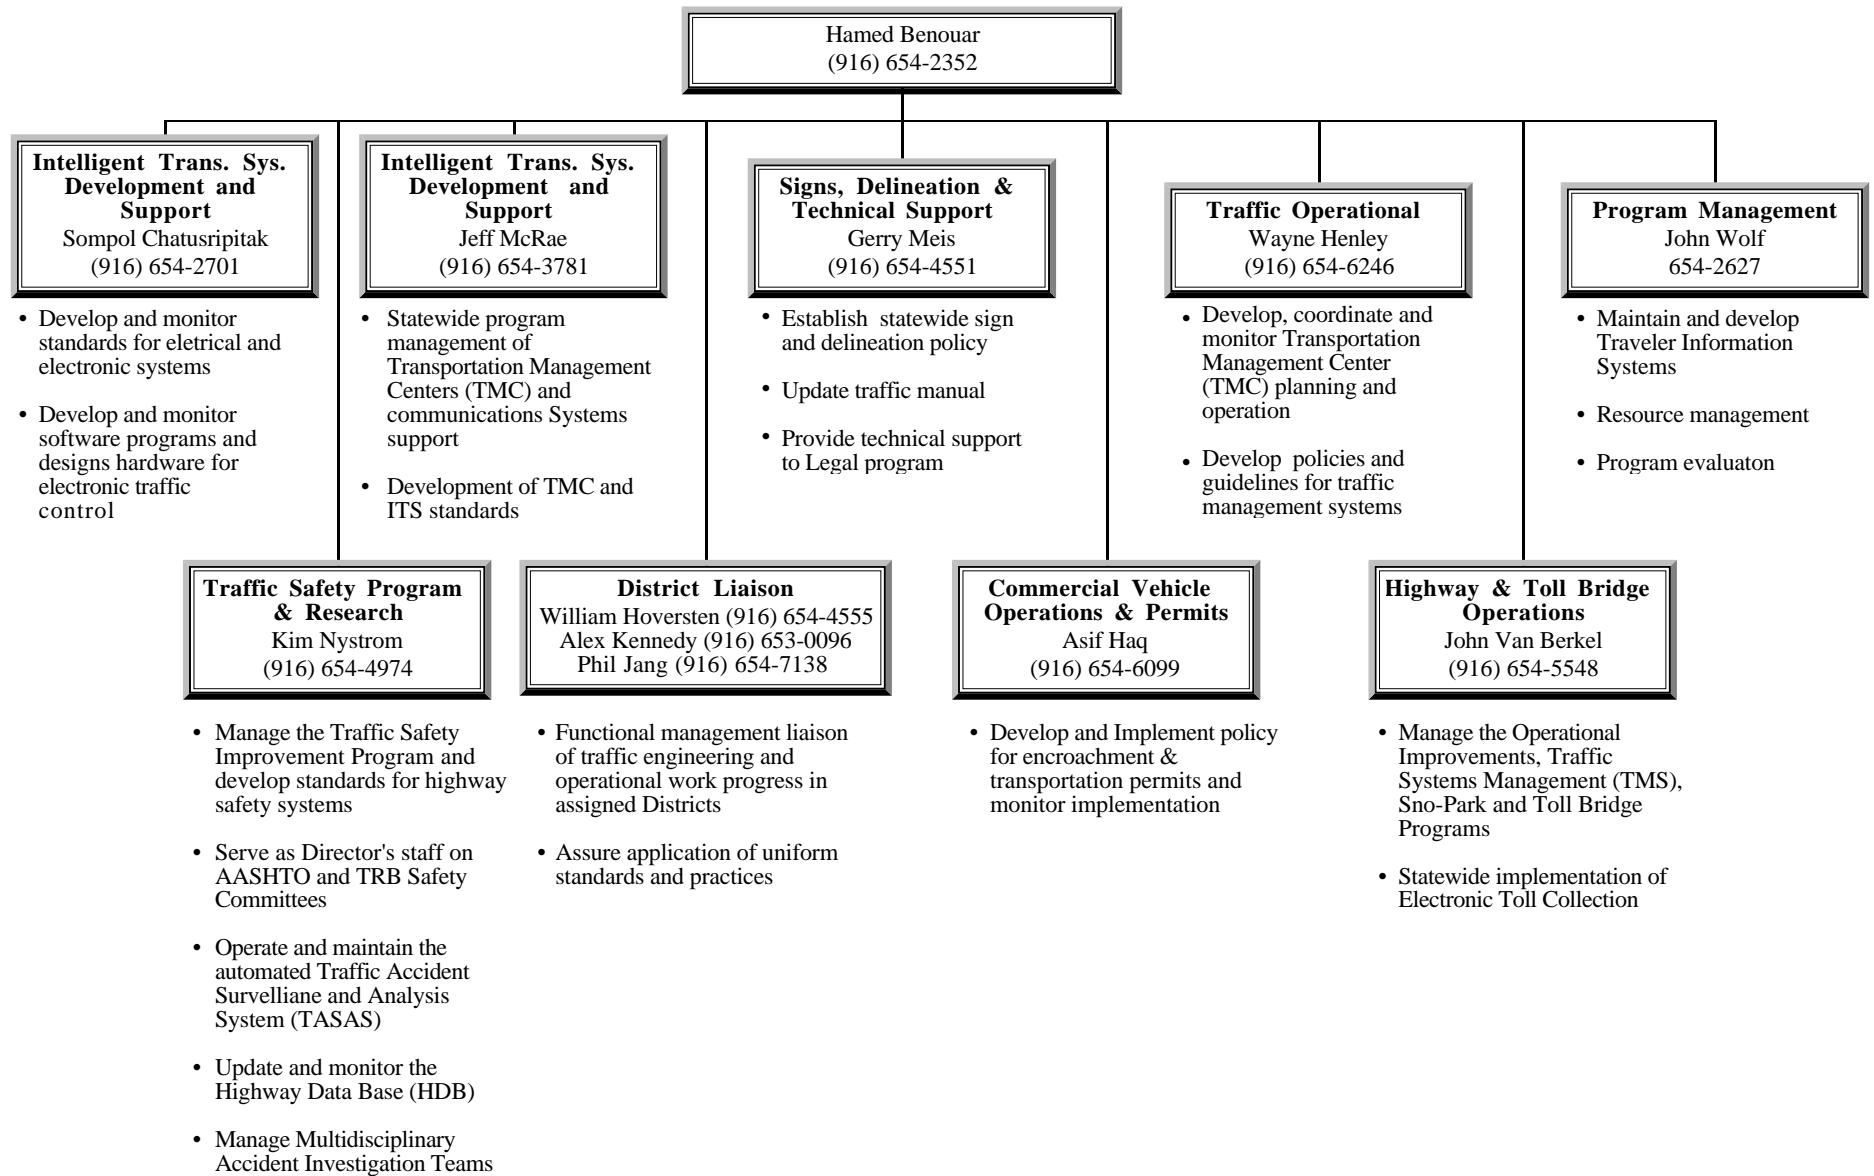 Hamed Benouar
(916) 654-2352
Intelligent Trans. Sys.
Development and
Support
Sompol Chatusripitak
(916) 654-2701
• Develop and monitor
standards for eletrical and
electronic systems
• Develop and monitor
software programs and
designs hardware for
electronic traffic
control
Intelligent Trans. Sys.
Development and
Support
Jeff McRae
(916) 654-3781
• Statewide program
management of
Transportation Management
Centers (TMC) and
communications Systems
support
• Development of TMC and
ITS standards
Signs, Delineation &
Technical Support
Gerry Meis
(916) 654-4551
• Establish statewide sign
and delineation policy
• Update traffic manual
• Provide technical support
to Legal program
Traffic Operational
Wayne Henley
(916) 654-6246
• Develop, coordinate and
monitor Transportation
Management Center
(TMC) planning and
operation
• Develop policies and
guidelines for traffic
management systems
Program Management
John Wolf
654-2627
• Maintain and develop
Traveler Information
Systems
• Resource management
• Program evaluaton
Traffic Safety Program
& Research
Kim Nystrom
(916) 654-4974
• Manage the Traffic Safety
Improvement Program and
develop standards for highway
safety systems
• Serve as Director's staff on
AASHTO and TRB Safety
Committees
• Operate and maintain the
automated Traffic Accident
Survelliane and Analysis
System (TASAS)
• Update and monitor the
Highway Data Base (HDB)
• Manage Multidisciplinary
Accident Investigation Teams
District Liaison
William Hoversten (916) 654-4555
Alex Kennedy (916) 653-0096
Phil Jang (916) 654-7138
• Functional management liaison
of traffic engineering and
operational work progress in
assigned Districts
• Assure application of uniform
standards and practices
Commercial Vehicle
Operations & Permits
Asif Haq
(916) 654-6099
• Develop and Implement policy
for encroachment &
transportation permits and
monitor implementation
Highway & Toll Bridge
Operations
John Van Berkel
(916) 654-5548
• Manage the Operational
Improvements, Traffic
Systems Management (TMS),
Sno-Park and Toll Bridge
Programs
• Statewide implementation of
Electronic Toll Collection